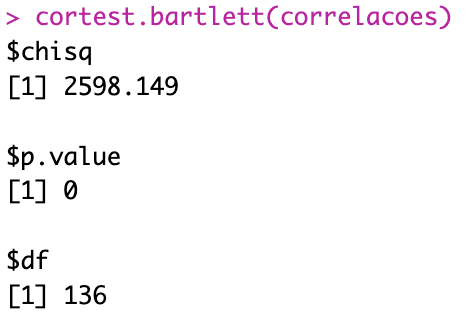 > cortest.bartlett(correlacoes)
$chisq
[1] 2598.149
$p.value
[1] 0
$df
[1] 136